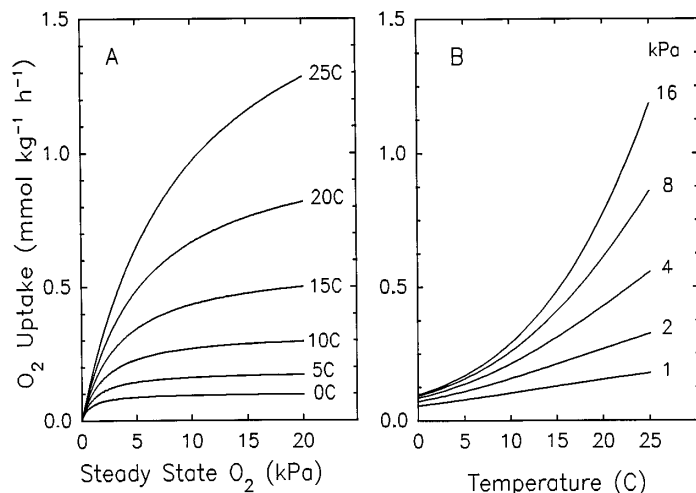 O₂ Uptake (mmol kg⁻¹ h⁻¹)
1.5
1.0
0.5
0.0
A
25C
20C
15C
10C
5C
0C
0 5 10 15 20 25
Steady State O₂ (kPa)
1.5
1.0
0.5
0.0
B
kPa
16
8
4
2
1
0 5 10 15 20 25 30
Temperature (C)